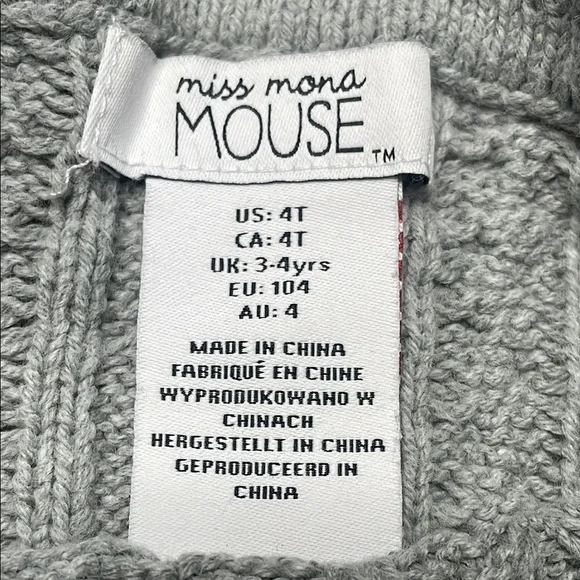 miss mona
MOUSE ™
US: 4T
CA: 4T
UK: 3-4yrs
EU: 104
AU: 4
MADE IN CHINA
FABRIQUÉ EN CHINE
WYPRODUKOWANO W
CHINACH
HERGESTELLT IN CHINA
GEPRODUCEERD IN
CHINA